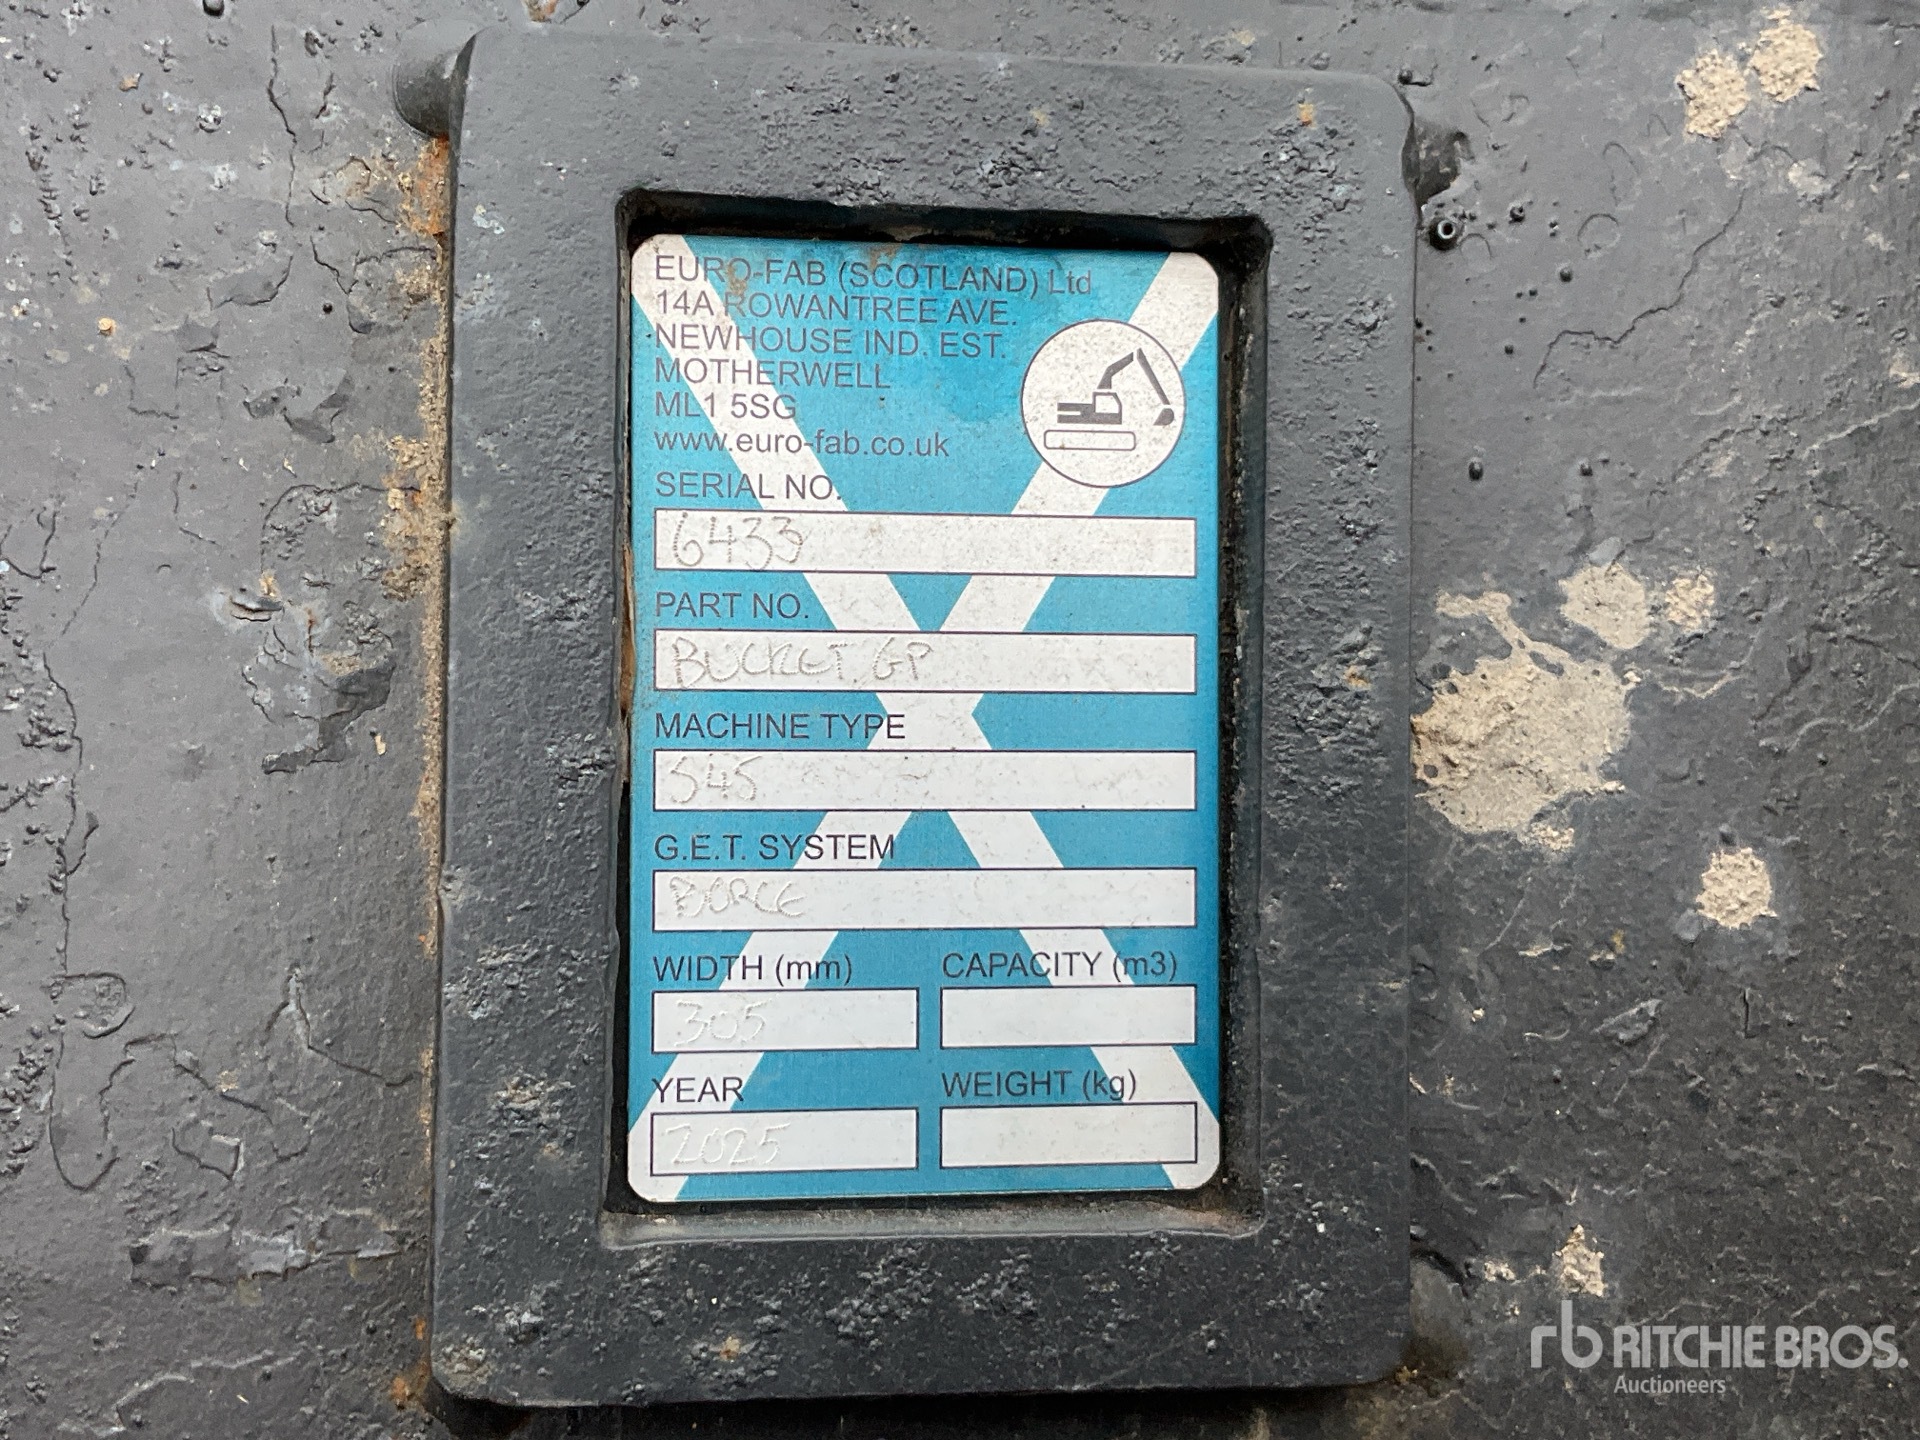 EURO-FAB (SCOTLAND) Ltd
14A ROWANTREE AVE.
NEWHOUSE IND. EST.
MOTHERWELL
ML1 5SG
www.euro-fab.co.uk
SERIAL NO.
6433
PART NO.
BUCKET GP
MACHINE TYPE
G.E.T. SYSTEM
WIDTH (mm) CAPACITY (m3)
305
YEAR WEIGHT (kg)
2025
rb RITCHIE BROS.
Auctioneers